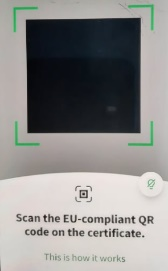 Scan the EU-compliant QR
code on the certificate.
This is how it works